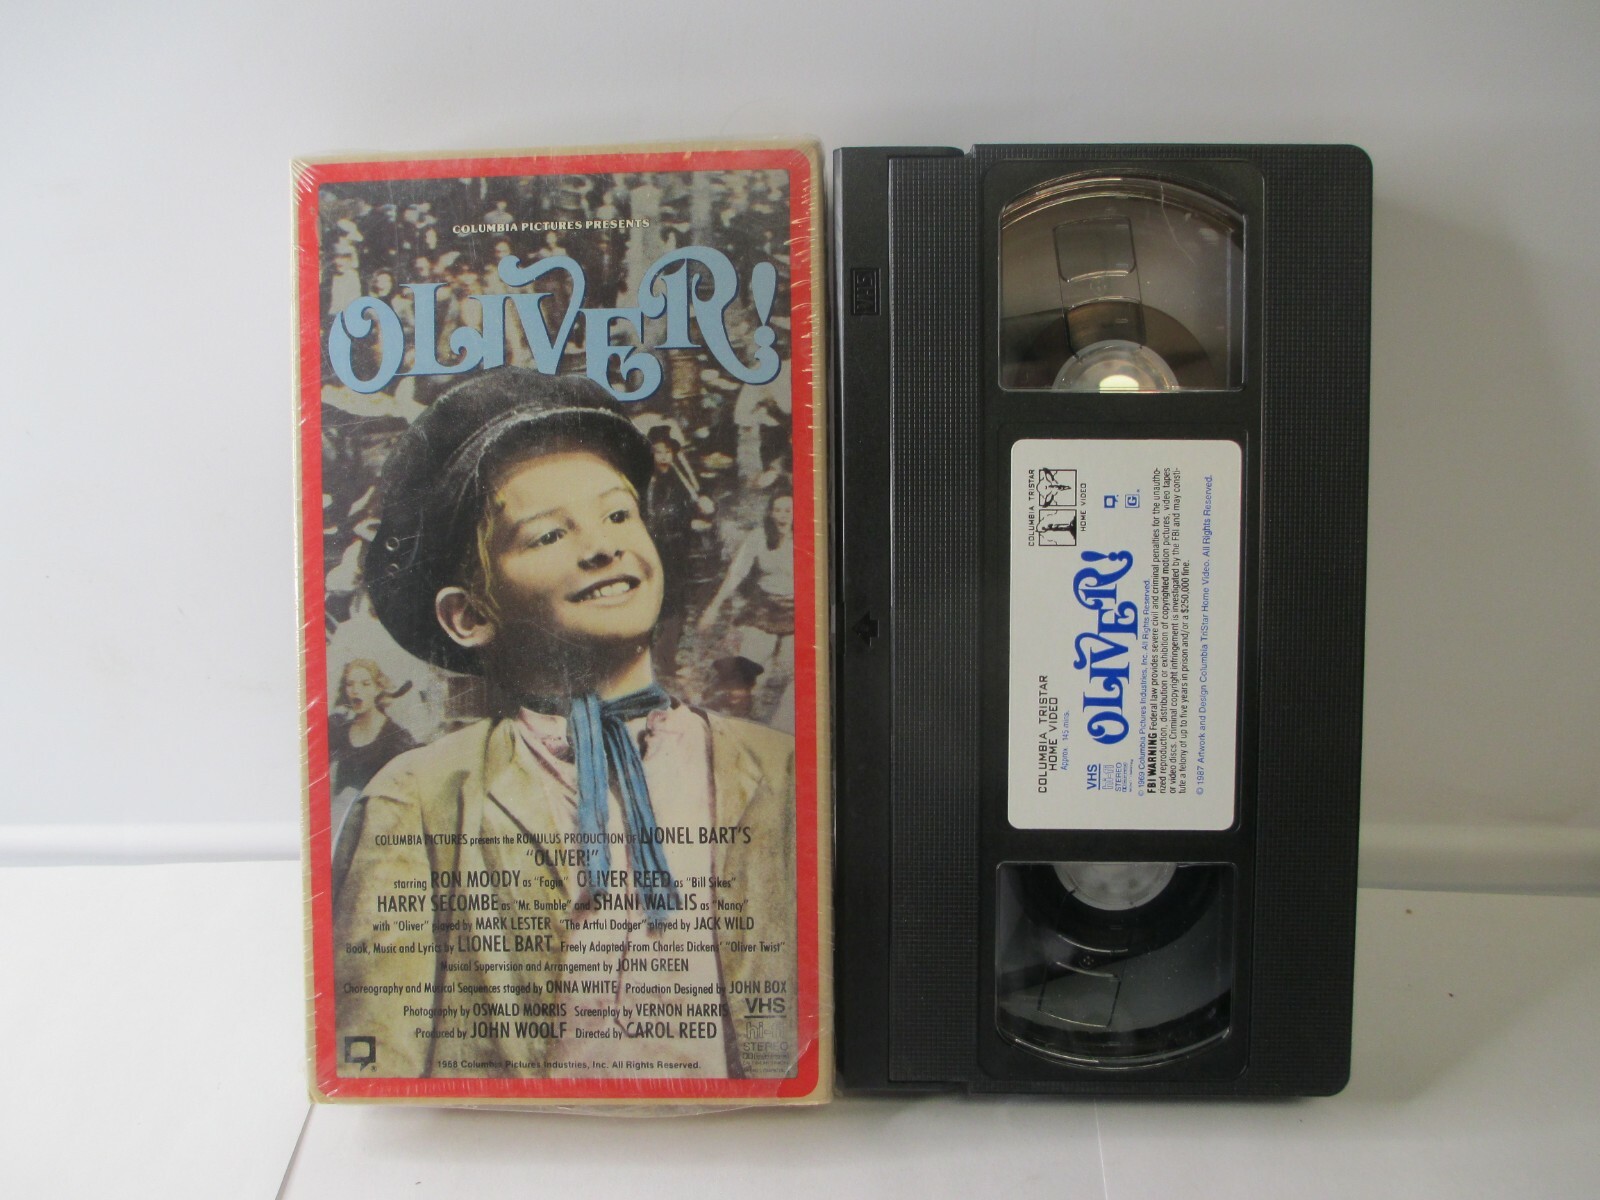 COLUMBIA PICTURES PRESENTS
OLIVER!
COLUMBIA PICTURES presents the ROMULUS PRODUCTION OF LIONEL BART'S
"OLIVER!"
starring RON MOODY as "Fagin" OLIVER REED as "Bill Sikes"
HARRY SECOMBE as "Mr. Bumble" and SHANI WALLIS as "Nancy"
with "Oliver" played by MARK LESTER "The Artful Dodger" played by JACK WILD
Book, Music and Lyrics by LIONEL BART Freely Adapted From Charles Dickens' "Oliver Twist"
Musical Supervision and Arrangement by JOHN GREEN
Choreography and Musical Sequences staged by ONNA WHITE Production Designed by JOHN BOX
Photography by OSWALD MORRIS Screenplay by VERNON HARRIS
Produced by JOHN WOOLF Directed by CAROL REED
1968 Columbia Pictures Industries, Inc. All Rights Reserved.
VHS
hi-fi
STEREO
VHS
COLUMBIA TRISTAR
HOME VIDEO
COLUMBIA TRISTAR
HOME VIDEO
Approx. 145 mins.
G
OLIVER!
VHS
hi-fi
STEREO
© 1969 Columbia Pictures Industries, Inc. All Rights Reserved.
FBI WARNING Federal law provides severe civil and criminal penalties for the unautho-
rized reproduction, distribution or exhibition of copyrighted motion pictures, video tapes
or video discs. Criminal copyright infringement is investigated by the FBI and may consti-
tute a felony of up to five years in prison and/or a $250,000 fine.
© 1987 Artwork and Design Columbia TriStar Home Video. All Rights Reserved.